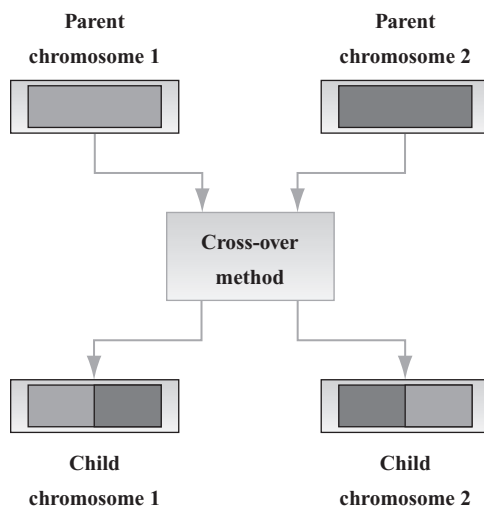 Parent
chromosome 1
Parent
chromosome 2
Cross-over
method
Child
chromosome 1
Child
chromosome 2